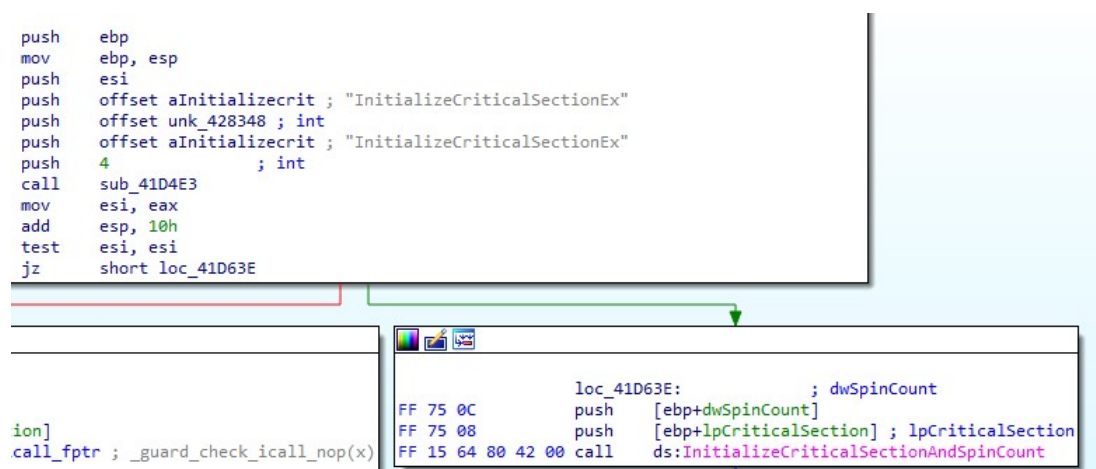 push ebp
mov ebp, esp
push esi
push offset aInitializecrit ; "InitializeCriticalSectionEx"
push offset unk_428348 ; int
push offset aInitializecrit ; "InitializeCriticalSectionEx"
push 4 ; int
call sub_41D4E3
mov esi, eax
add esp, 10h
test esi, esi
jz short loc_41D63E
ion]
.call_fptr ; _guard_check_icall_nop(x)
loc_41D63E: ; dwSpinCount
FF 75 0C push [ebp+dwSpinCount]
FF 75 08 push [ebp+lpCriticalSection] ; lpCriticalSection
FF 15 64 80 42 00 call ds:InitializeCriticalSectionAndSpinCount